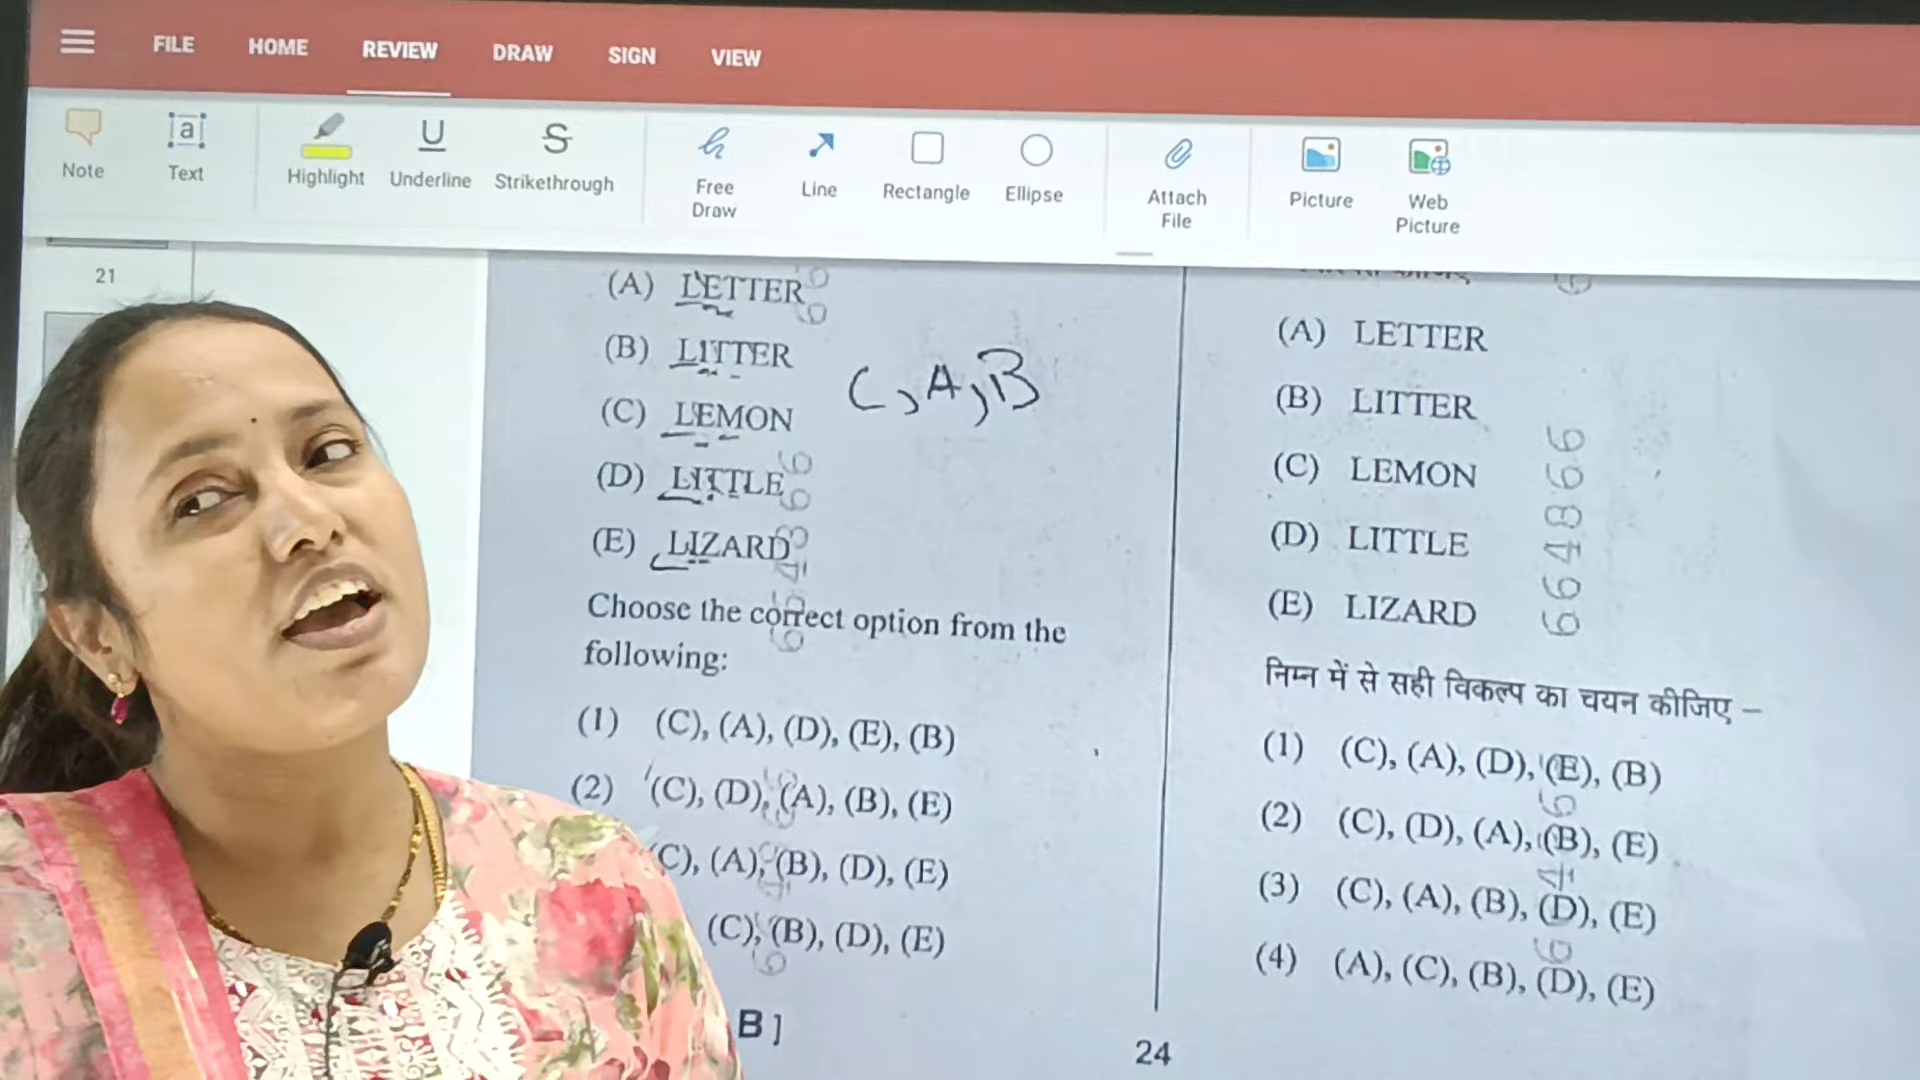 FILE HOME REVIEW DRAW SIGN VIEW
Note Text Highlight Underline Strikethrough Free Draw Line Rectangle Ellipse Attach File Picture Web Picture
21
(A) LETTER
(B) LITTER
(C) LEMON
(D) LITTLE
(E) LIZARD
C, A, B
Choose the correct option from the
following:
(1) (C), (A), (D), (E), (B)
(2) (C), (D), (A), (B), (E)
(C), (A), (B), (D), (E)
(C), (B), (D), (E)
B ]
(A) LETTER
(B) LITTER
(C) LEMON
(D) LITTLE
(E) LIZARD
664866
निम्न में से सही विकल्प का चयन कीजिए –
(1) (C), (A), (D), (E), (B)
(2) (C), (D), (A), (B), (E)
(3) (C), (A), (B), (D), (E)
(4) (A), (C), (B), (D), (E)
24